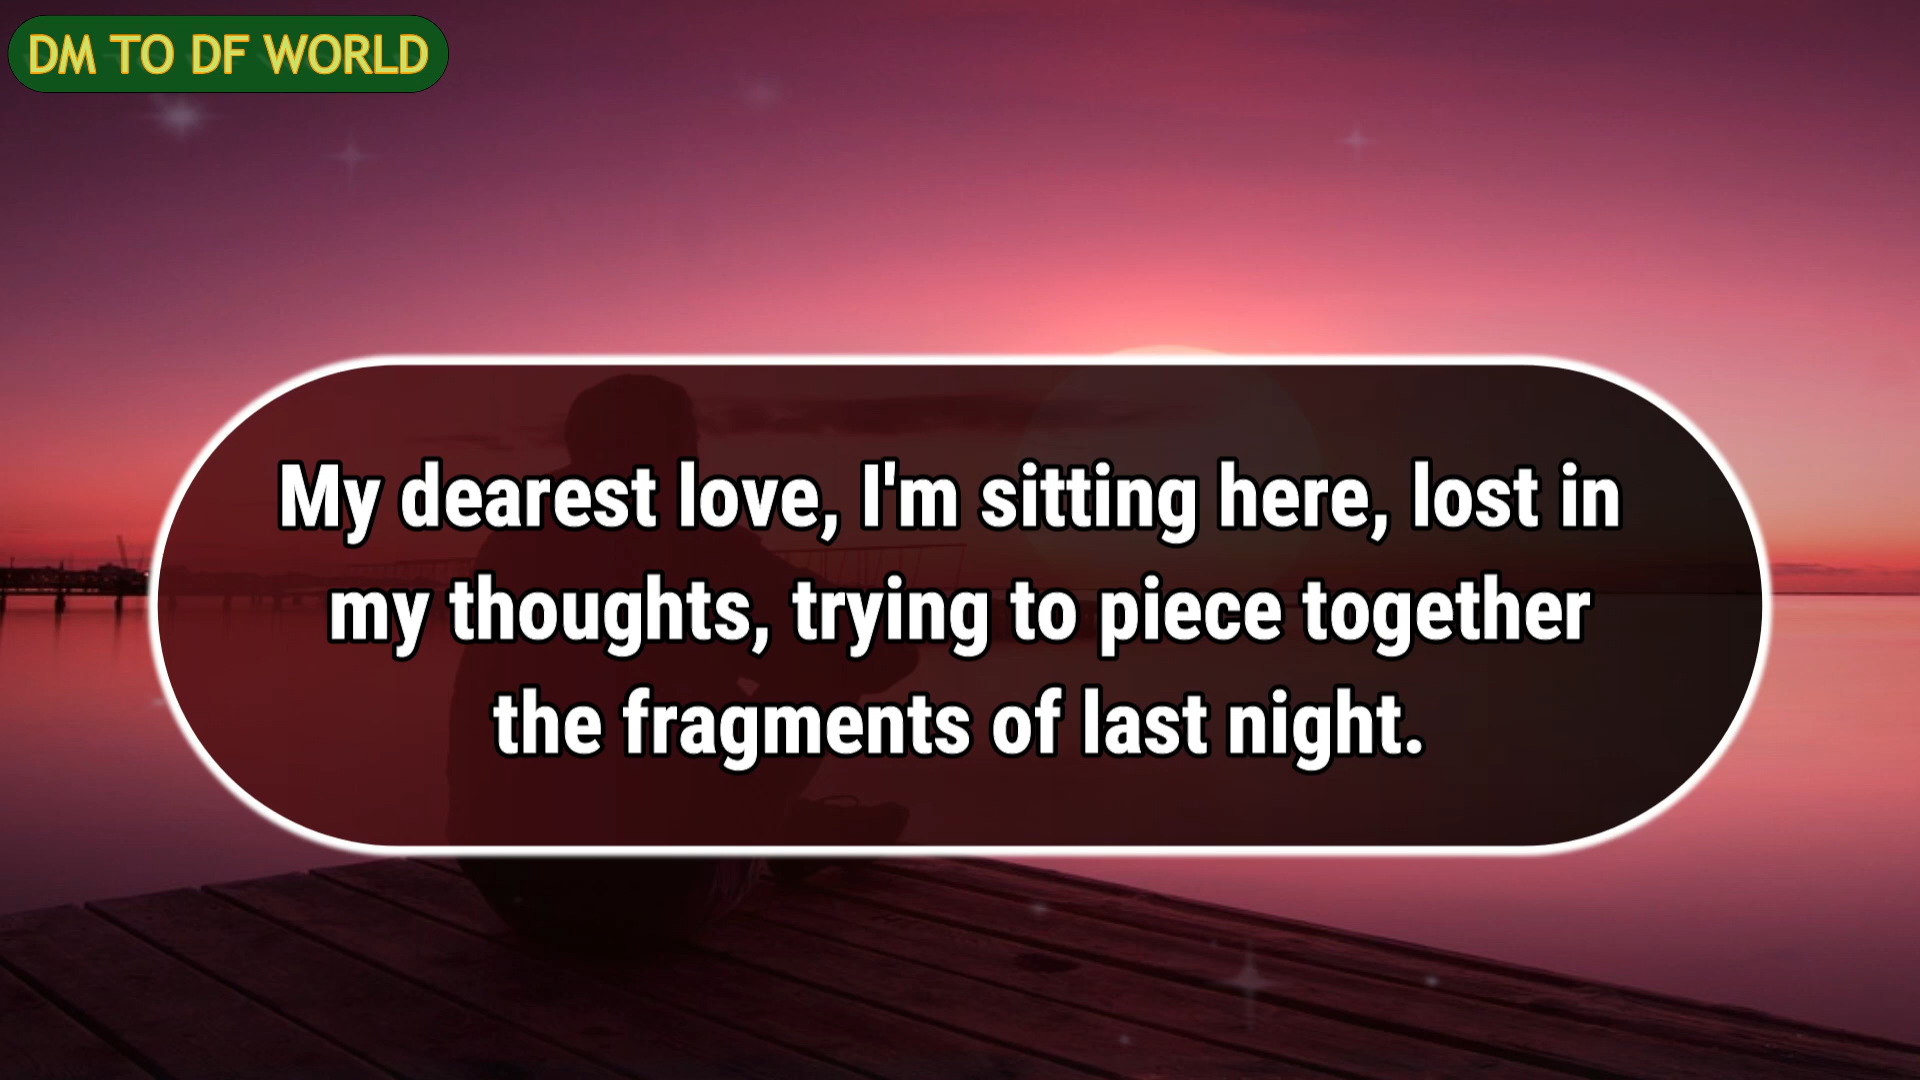 DM TO DF WORLD
My dearest love, I'm sitting here, lost in
my thoughts, trying to piece together
the fragments of last night.